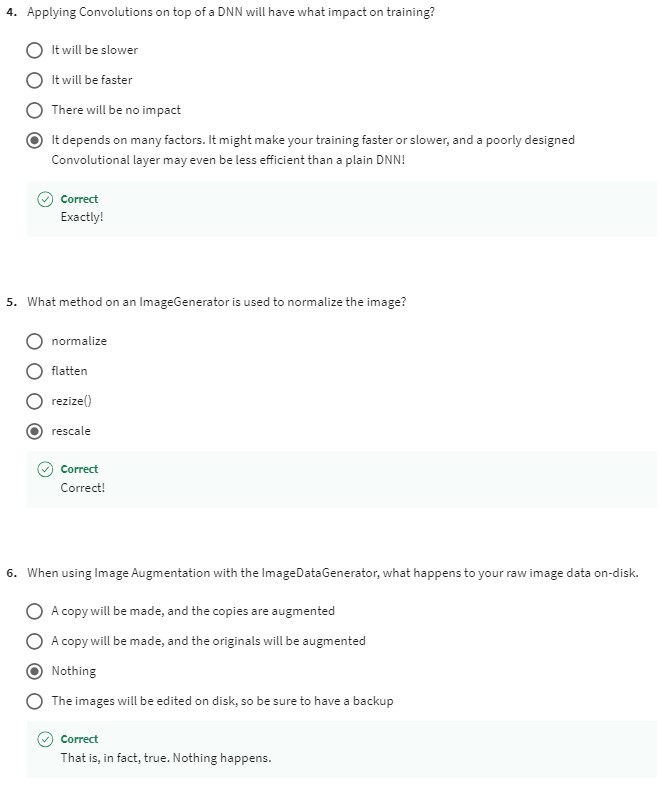 4. Applying Convolutions on top of a DNN will have what impact on training?
It will be slower
It will be faster
There will be no impact
It depends on many factors. It might make your training faster or slower, and a poorly designed
Convolutional layer may even be less efficient than a plain DNN!
Correct
Exactly!
5. What method on an ImageGenerator is used to normalize the image?
normalize
flatten
rezize()
rescale
Correct
Correct!
6. When using Image Augmentation with the ImageDataGenerator, what happens to your raw image data on-disk.
A copy will be made, and the copies are augmented
A copy will be made, and the originals will be augmented
Nothing
The images will be edited on disk, so be sure to have a backup
Correct
That is, in fact, true. Nothing happens.